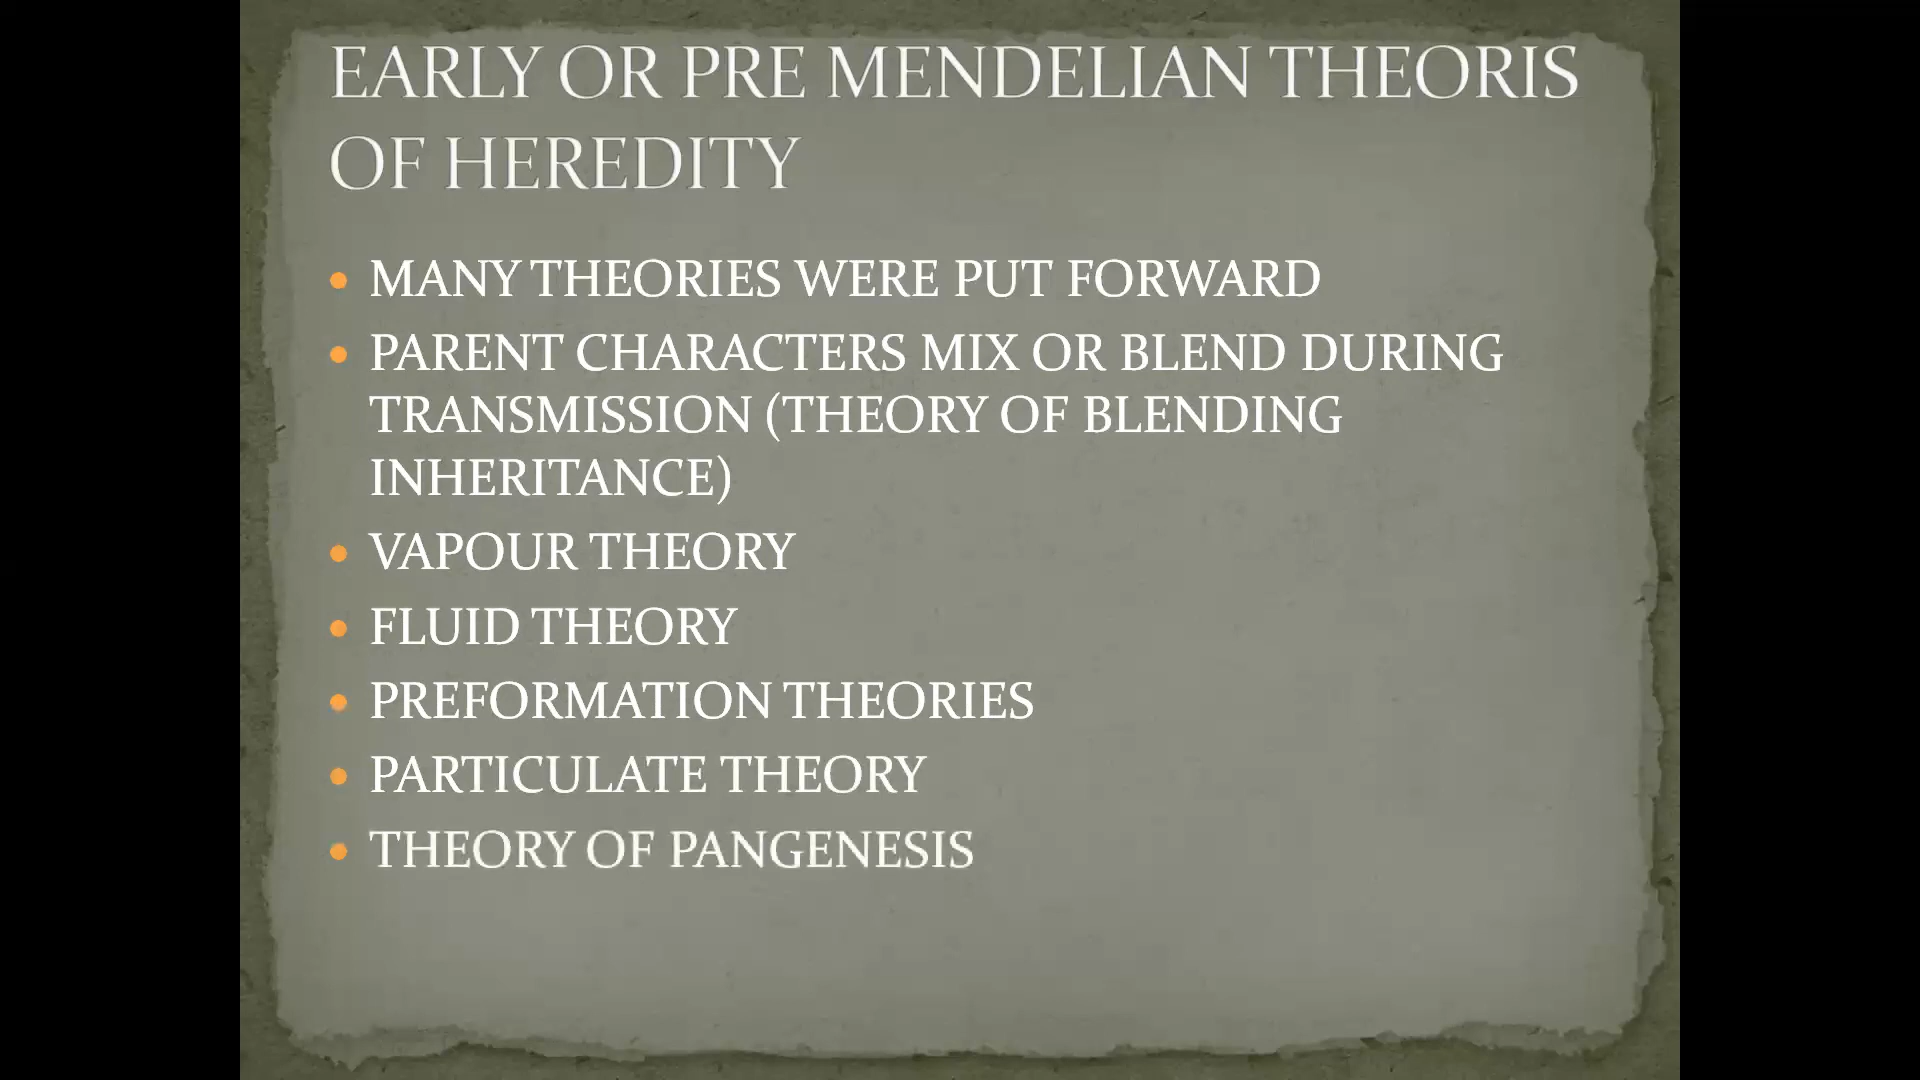 EARLY OR PRE MENDELIAN THEORIS
OF HEREDITY
MANY THEORIES WERE PUT FORWARD
PARENT CHARACTERS MIX OR BLEND DURING
TRANSMISSION (THEORY OF BLENDING
INHERITANCE)
VAPOUR THEORY
FLUID THEORY
PREFORMATION THEORIES
PARTICULATE THEORY
THEORY OF PANGENESIS